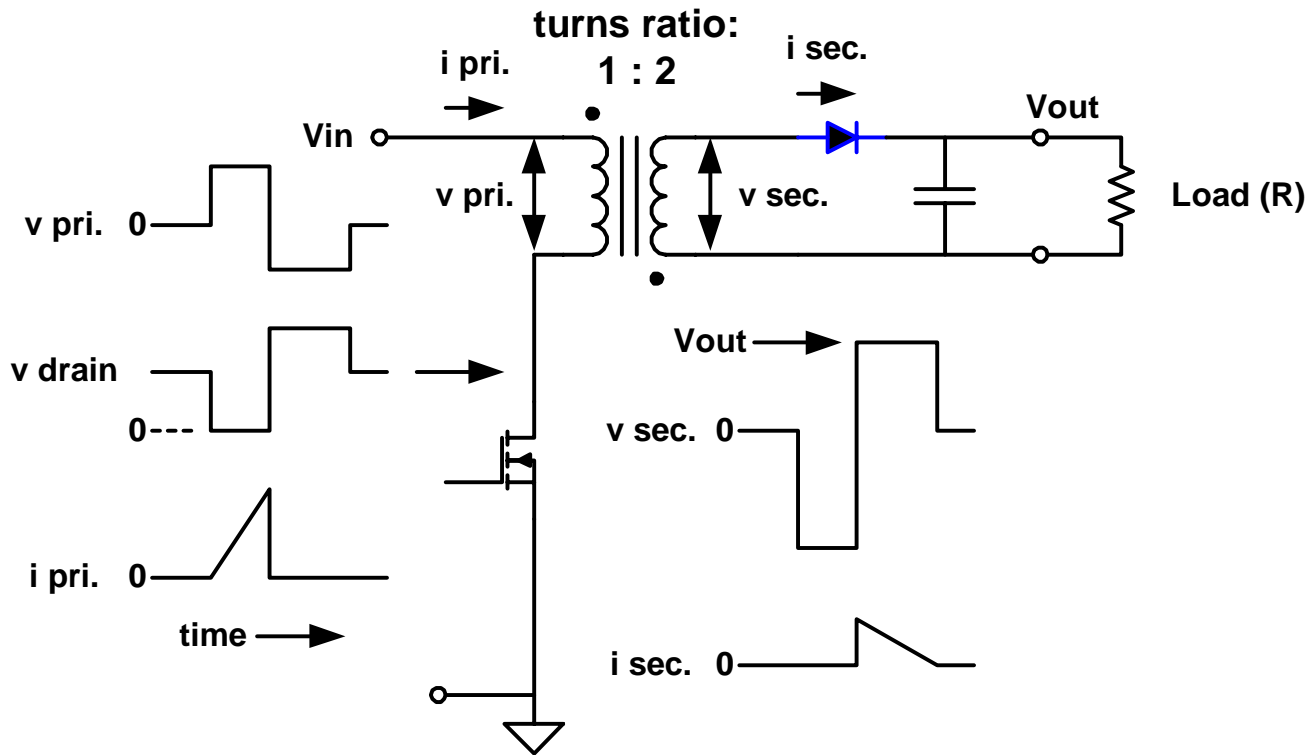 turns ratio:
1 : 2
i pri.
i sec.
Vin
Vout
v pri.
v sec.
Load (R)
v pri. 0
v drain
0
Vout
v sec. 0
i pri. 0
time
i sec. 0